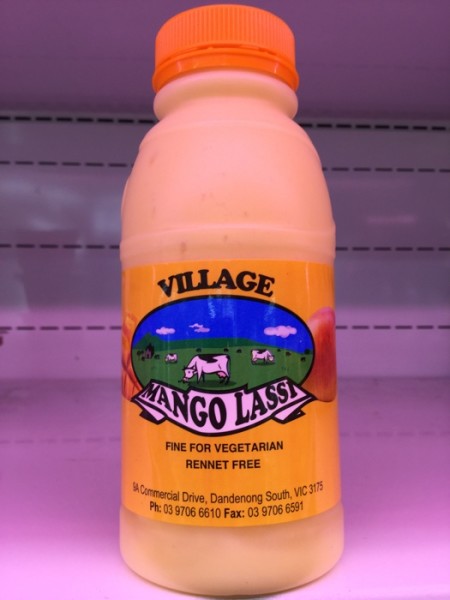 VILLAGE
MANGO LASSI
FINE FOR VEGETARIAN
RENNET FREE
9A Commercial Drive, Dandenong South, VIC 3175
Ph: 03 9706 6610 Fax: 03 9706 6591